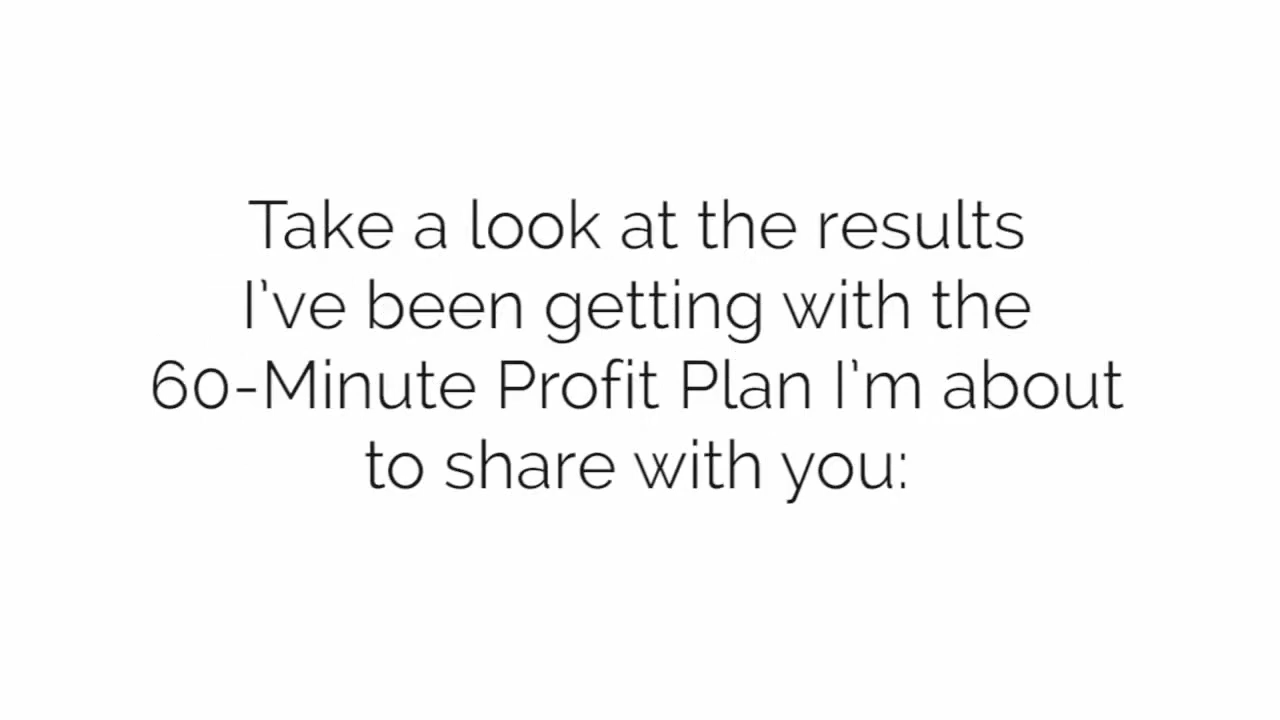 Take a look at the results
I've been getting with the
60-Minute Profit Plan I'm about
to share with you: